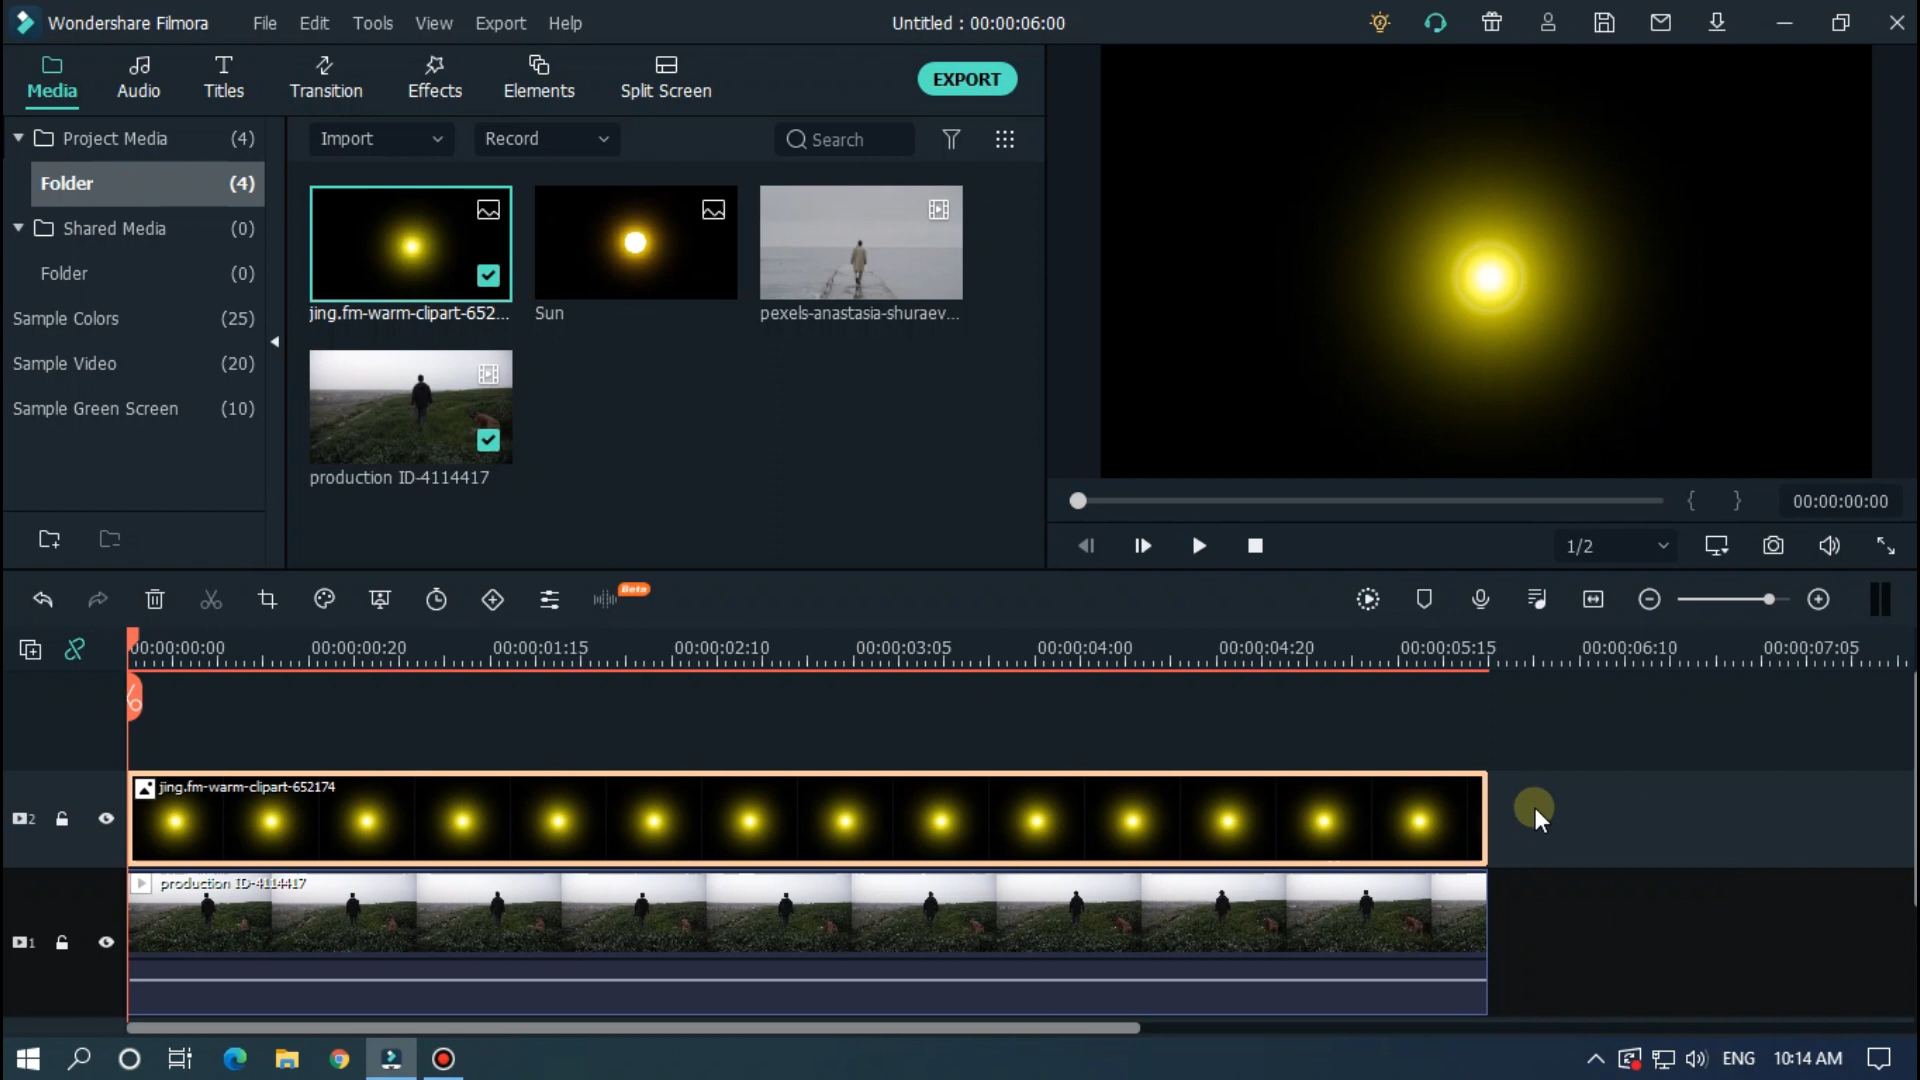 Wondershare Filmora File Edit Tools View Export Help Untitled : 00:00:06:00
Media Audio Titles Transition Effects Elements Split Screen EXPORT
Project Media (4) Import Record Search
Folder (4)
Shared Media (0)
Folder (0)
Sample Colors (25)
Sample Video (20)
Sample Green Screen (10)
jing.fm-warm-clipart-652... Sun pexels-anastasia-shuraev...
production ID-4114417
00:00:00:00
1/2
Beta
00:00:00:00 00:00:00:20 00:00:01:15 00:00:02:10 00:00:03:05 00:00:04:00 00:00:04:20 00:00:05:15 00:00:06:10 00:00:07:05
jing.fm-warm-clipart-652174
2
production ID-4114417
1
ENG 10:14 AM